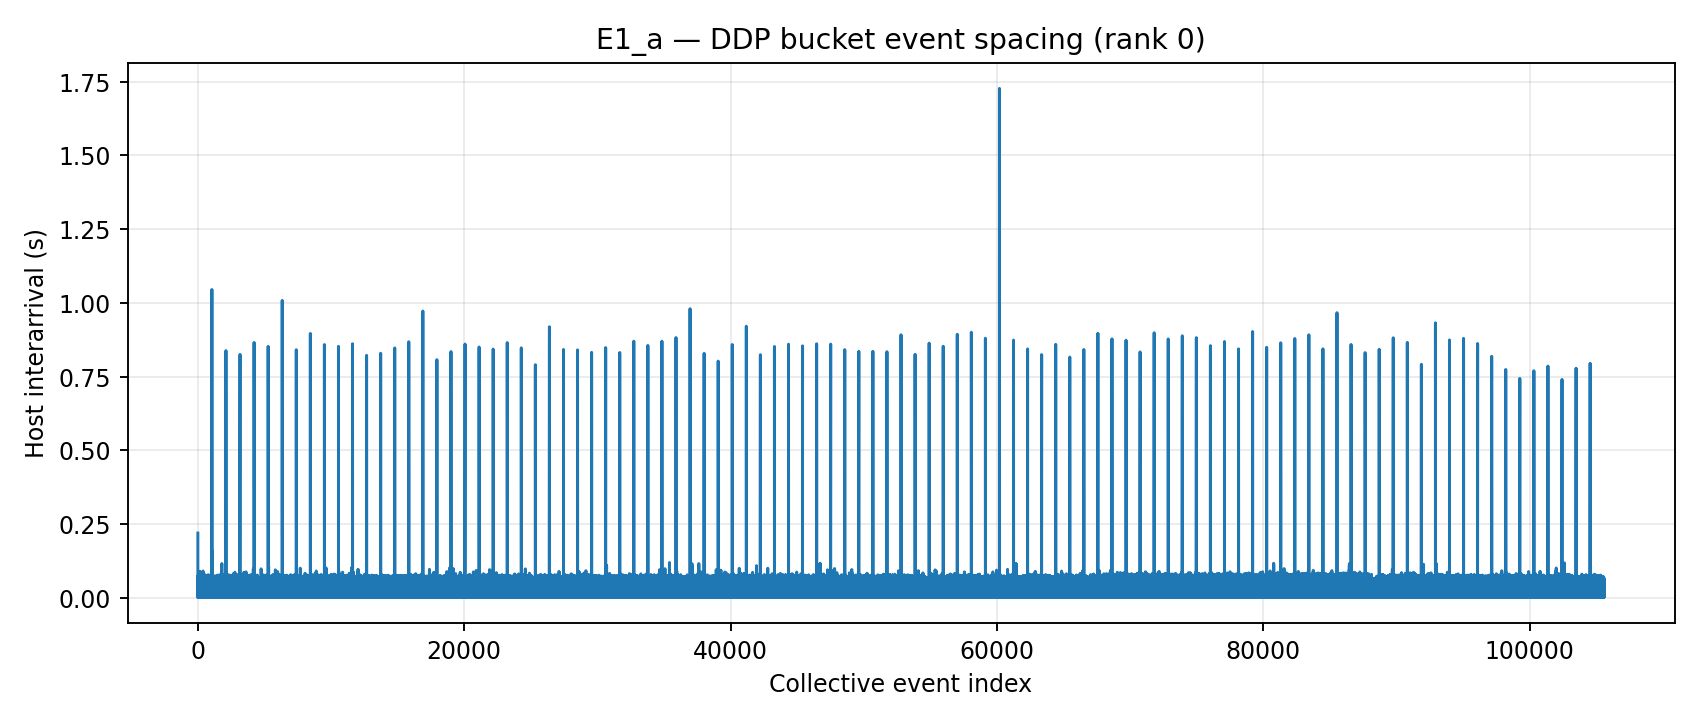 E1_a — DDP bucket event spacing (rank 0)
1.75
1.50
1.25
1.00
0.75
0.50
0.25
0.00
Host interarrival (s)
0 20000 40000 60000 80000 100000
Collective event index